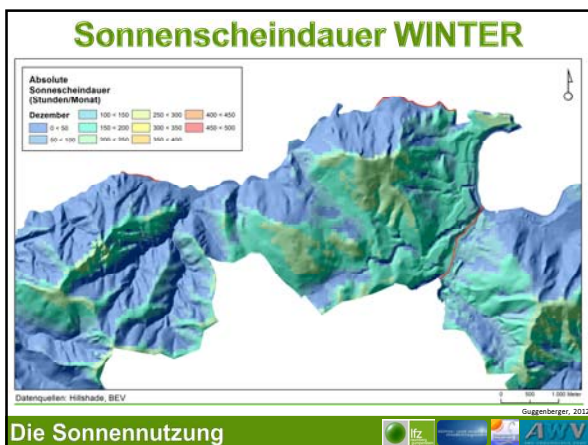 Sonnenscheindauer WINTER
Absolute
Sonnescheindauer
(Stunden/Monat)
Dezember
0 < 50
50 < 100
100 < 150
150 < 200
200 < 250
250 < 300
300 < 350
350 < 400
400 < 450
450 < 500
Datenquellen: Hillshade, BEV
0 500 1.000 Meter
Guggenberger, 2012
Die Sonnennutzung
lfz
AWV